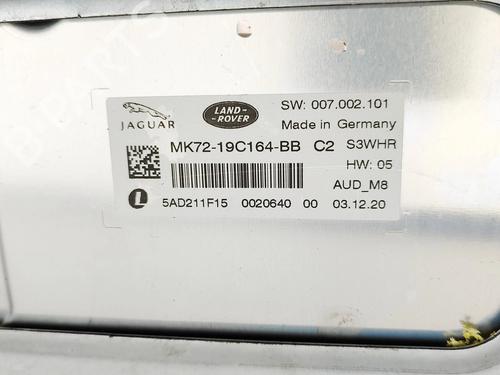 JAGUAR
LAND-
ROVER
SW: 007.002.101
Made in Germany
MK72-19C164-BB C2 S3WHR
HW: 05
AUD_M8
L 5AD211F15 0020640 00 03.12.20